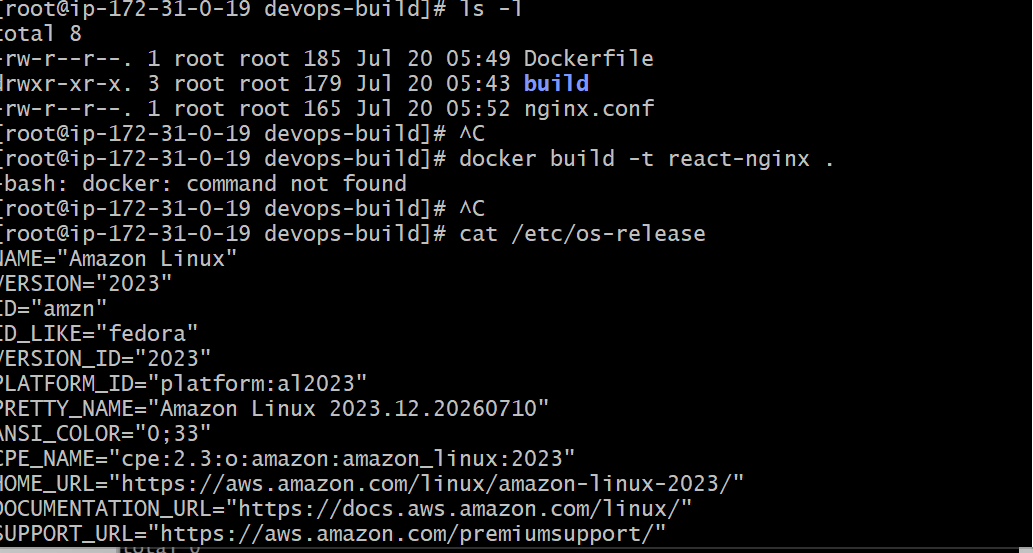 [root@ip-172-31-0-19 devops-build]# ls -l
total 8
-rw-r--r--. 1 root root 185 Jul 20 05:49 Dockerfile
drwxr-xr-x. 3 root root 179 Jul 20 05:43 build
-rw-r--r--. 1 root root 165 Jul 20 05:52 nginx.conf
[root@ip-172-31-0-19 devops-build]# ^C
[root@ip-172-31-0-19 devops-build]# docker build -t react-nginx .
-bash: docker: command not found
[root@ip-172-31-0-19 devops-build]# ^C
[root@ip-172-31-0-19 devops-build]# cat /etc/os-release
NAME="Amazon Linux"
VERSION="2023"
ID="amzn"
ID_LIKE="fedora"
VERSION_ID="2023"
PLATFORM_ID="platform:al2023"
PRETTY_NAME="Amazon Linux 2023.12.20260710"
ANSI_COLOR="0;33"
CPE_NAME="cpe:2.3:o:amazon:amazon_linux:2023"
HOME_URL="https://aws.amazon.com/linux/amazon-linux-2023/"
DOCUMENTATION_URL="https://docs.aws.amazon.com/linux/"
SUPPORT_URL="https://aws.amazon.com/premiumsupport/"
total 0